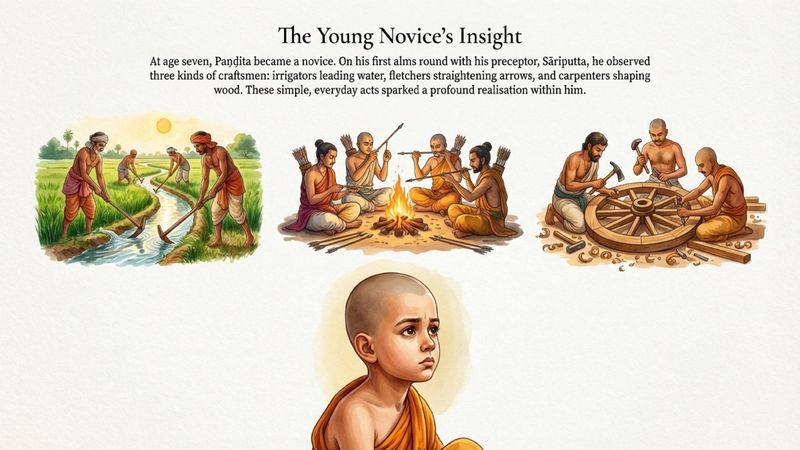 The Young Novice's Insight
At age seven, Paṇḍita became a novice. On his first alms round with his preceptor, Sāriputta, he observed
three kinds of craftsmen: irrigators leading water, fletchers straightening arrows, and carpenters shaping
wood. These simple, everyday acts sparked a profound realisation within him.